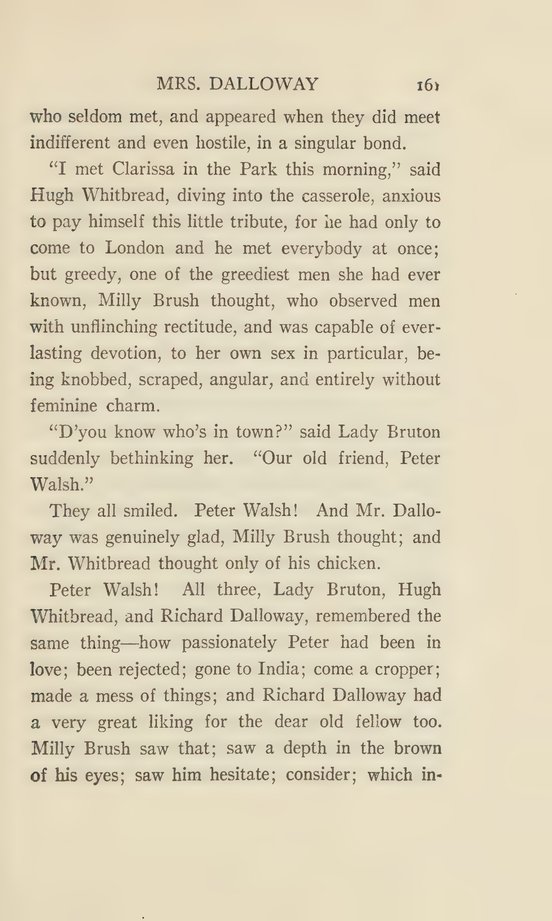 MRS. DALLOWAY 161
who seldom met, and appeared when they did meet
indifferent and even hostile, in a singular bond.
“I met Clarissa in the Park this morning,” said
Hugh Whitbread, diving into the casserole, anxious
to pay himself this little tribute, for he had only to
come to London and he met everybody at once;
but greedy, one of the greediest men she had ever
known, Milly Brush thought, who observed men
with unflinching rectitude, and was capable of ever-
lasting devotion, to her own sex in particular, be-
ing knobbed, scraped, angular, and entirely without
feminine charm.
“D’you know who’s in town?” said Lady Bruton
suddenly bethinking her. “Our old friend, Peter
Walsh.”
They all smiled. Peter Walsh! And Mr. Dallo-
way was genuinely glad, Milly Brush thought; and
Mr. Whitbread thought only of his chicken.
Peter Walsh! All three, Lady Bruton, Hugh
Whitbread, and Richard Dalloway, remembered the
same thing—how passionately Peter had been in
love; been rejected; gone to India; come a cropper;
made a mess of things; and Richard Dalloway had
a very great liking for the dear old fellow too.
Milly Brush saw that; saw a depth in the brown
of his eyes; saw him hesitate; consider; which in-